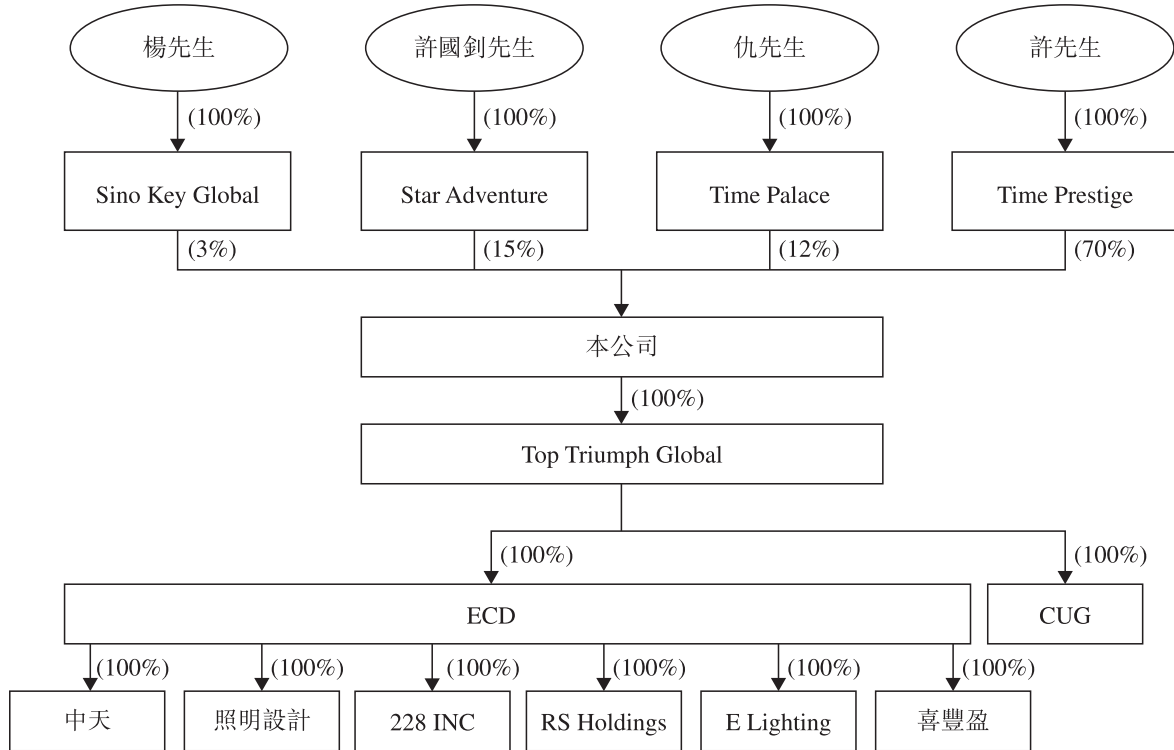 楊先生
許國釗先生
仇先生
許先生
(100%)
(100%)
(100%)
(100%)
Sino Key Global
Star Adventure
Time Palace
Time Prestige
(3%)
(15%)
(12%)
(70%)
本公司
(100%)
Top Triumph Global
(100%)
(100%)
ECD
CUG
(100%)
(100%)
(100%)
(100%)
(100%)
(100%)
中天
照明設計
228 INC
RS Holdings
E Lighting
喜豐盈